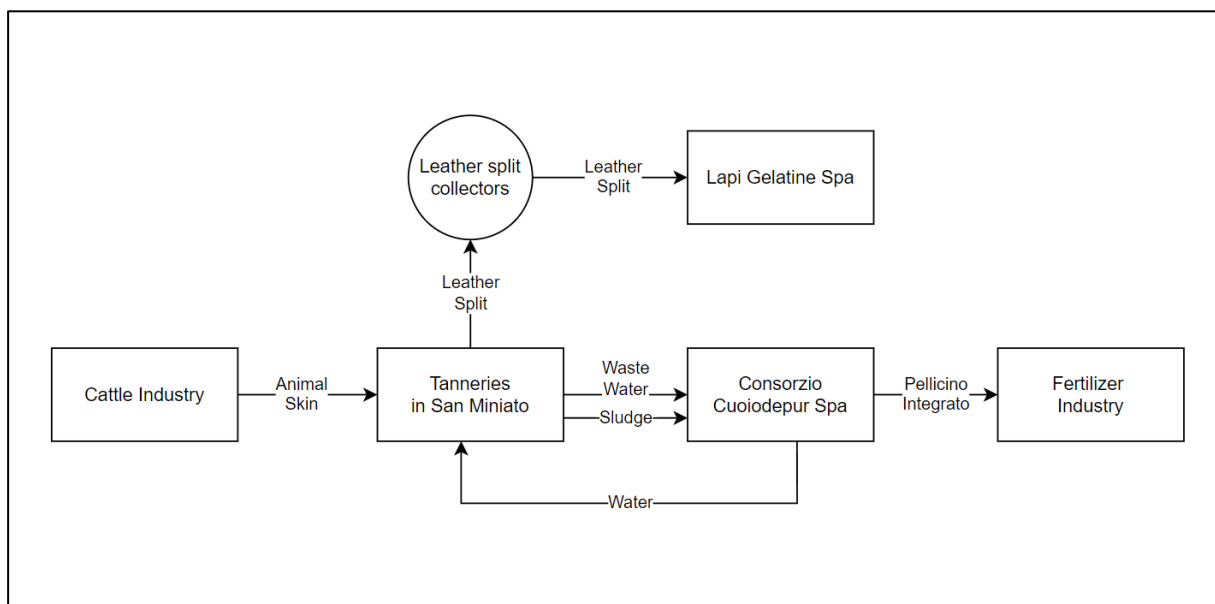 Leather split
collectors
Leather
Split
Lapi Gelatine Spa
Leather
Split
Cattle Industry
Animal
Skin
Tanneries
in San Miniato
Waste
Water
Sludge
Consorzio
Cuoiodepur Spa
Pellicino
Integrato
Fertilizer
Industry
Water